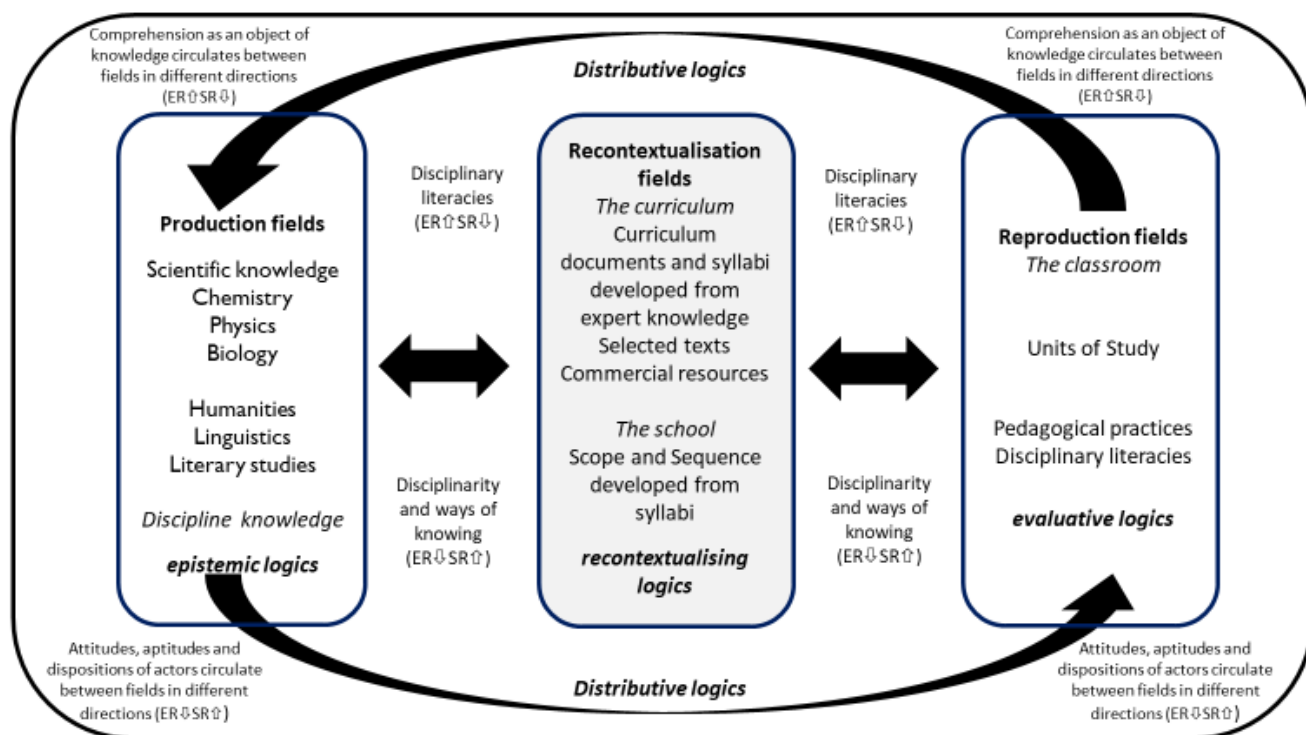 Comprehension as an object of
knowledge circulates between
fields in different directions
(ER⇧SR⇩)
Distributive logics
Comprehension as an object of
knowledge circulates between
fields in different directions
(ER⇧SR⇩)
Production fields
Scientific knowledge
Chemistry
Physics
Biology
Humanities
Linguistics
Literary studies
Discipline knowledge
epistemic logics
Disciplinary
literacies
(ER⇧SR⇩)
Disciplinarity
and ways of
knowing
(ER⇩SR⇧)
Recontextualisation
fields
The curriculum
Curriculum
documents and syllabi
developed from
expert knowledge
Selected texts
Commercial resources
The school
Scope and Sequence
developed from
syllabi
recontextualising
logics
Disciplinary
literacies
(ER⇧SR⇩)
Disciplinarity
and ways of
knowing
(ER⇩SR⇧)
Reproduction fields
The classroom
Units of Study
Pedagogical practices
Disciplinary literacies
evaluative logics
Attitudes, aptitudes and
dispositions of actors circulate
between fields in different
directions (ER⇩SR⇧)
Distributive logics
Attitudes, aptitudes and
dispositions of actors circulate
between fields in different
directions (ER⇩SR⇧)